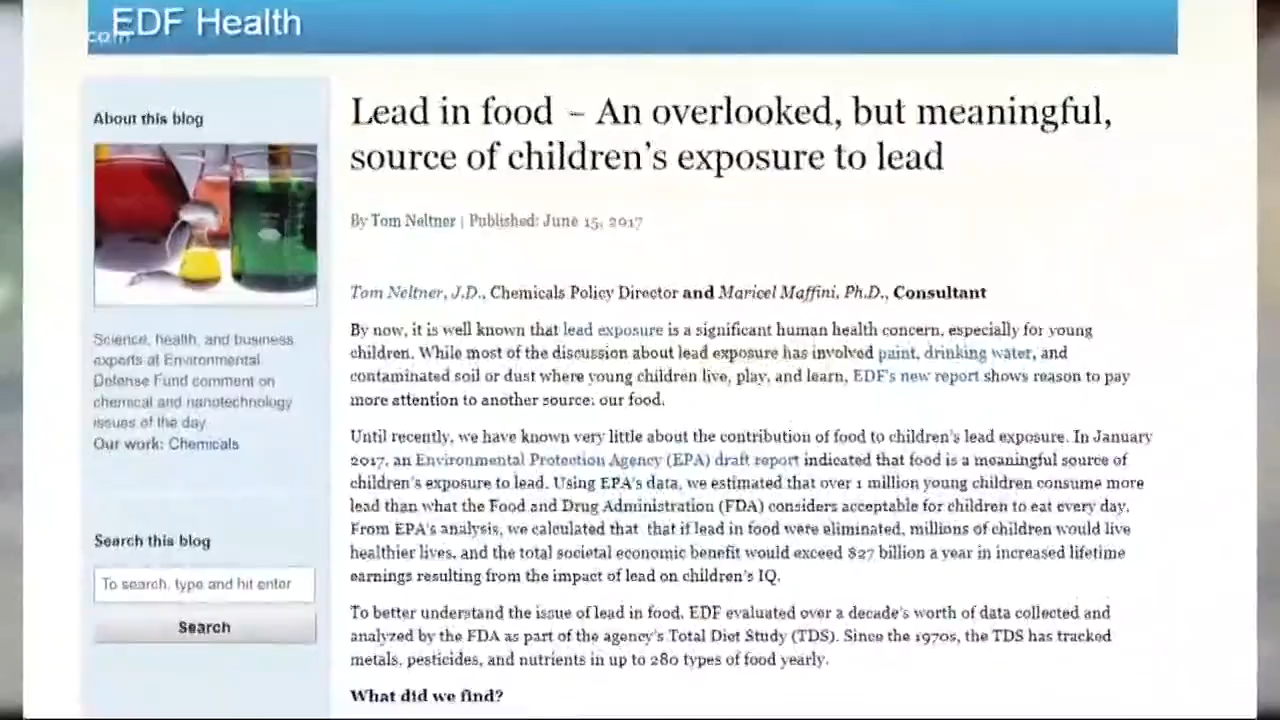 EDF Health
.com
About this blog
Science, health, and business
experts at Environmental
Defense Fund comment on
chemical and nanotechnology
issues of the day.
Our work: Chemicals
Search this blog
To search, type and hit enter
Search
Lead in food – An overlooked, but meaningful,
source of children's exposure to lead
By Tom Neltner | Published: June 15, 2017
Tom Neltner, J.D., Chemicals Policy Director and Maricel Maffini, Ph.D., Consultant
By now, it is well known that lead exposure is a significant human health concern, especially for young
children. While most of the discussion about lead exposure has involved paint, drinking water, and
contaminated soil or dust where young children live, play, and learn, EDF's new report shows reason to pay
more attention to another source: our food.
Until recently, we have known very little about the contribution of food to children's lead exposure. In January
2017, an Environmental Protection Agency (EPA) draft report indicated that food is a meaningful source of
children's exposure to lead. Using EPA's data, we estimated that over 1 million young children consume more
lead than what the Food and Drug Administration (FDA) considers acceptable for children to eat every day.
From EPA's analysis, we calculated that that if lead in food were eliminated, millions of children would live
healthier lives, and the total societal economic benefit would exceed $27 billion a year in increased lifetime
earnings resulting from the impact of lead on children's IQ.
To better understand the issue of lead in food, EDF evaluated over a decade's worth of data collected and
analyzed by the FDA as part of the agency's Total Diet Study (TDS). Since the 1970s, the TDS has tracked
metals, pesticides, and nutrients in up to 280 types of food yearly.
What did we find?